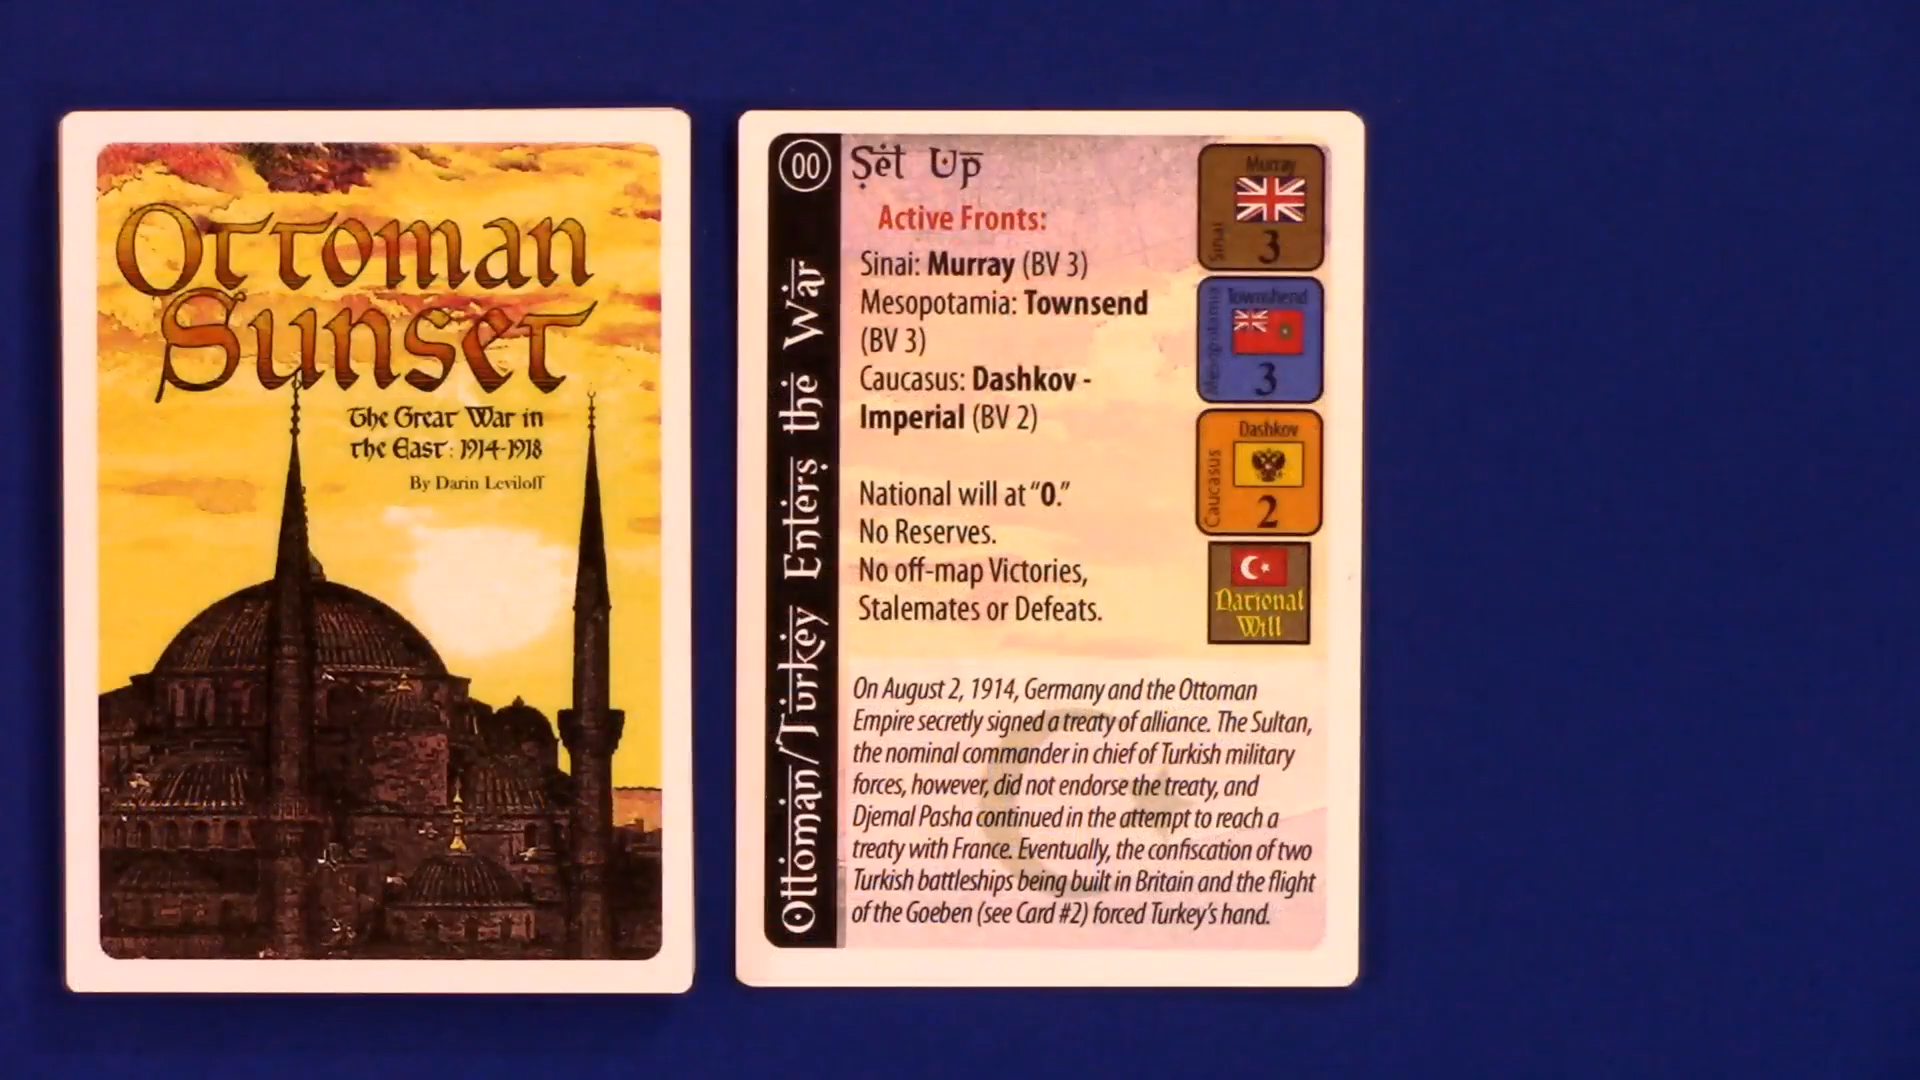 Ottoman
Sunset
The Great War in
the East: 1914-1918
By Darin Leviloff
00
Ottoman/Turkey Enters the War
Set Up
Active Fronts:
Sinai: Murray (BV 3)
Mesopotamia: Townsend
(BV 3)
Caucasus: Dashkov -
Imperial (BV 2)
National will at “0.”
No Reserves.
No off-map Victories,
Stalemates or Defeats.
Murray
Sinai
3
Townshend
Mesopotamia
3
Dashkov
Caucasus
2
National
Will
On August 2, 1914, Germany and the Ottoman
Empire secretly signed a treaty of alliance. The Sultan,
the nominal commander in chief of Turkish military
forces, however, did not endorse the treaty, and
Djemal Pasha continued in the attempt to reach a
treaty with France. Eventually, the confiscation of two
Turkish battleships being built in Britain and the flight
of the Goeben (see Card #2) forced Turkey's hand.